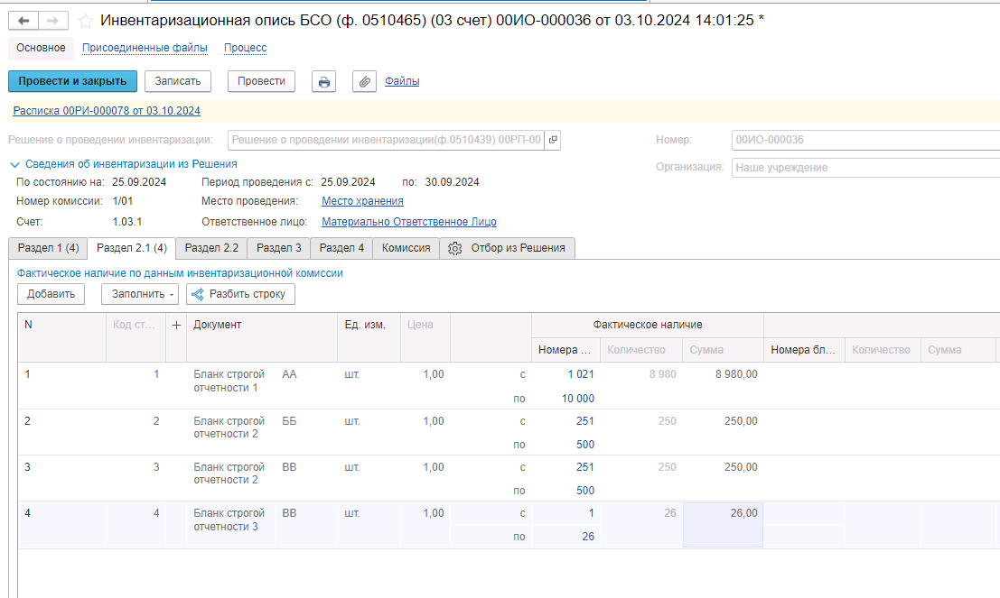 Инвентаризационная опись БСО (ф. 0510465) (03 счет) 00ИО-000036 от 03.10.2024 14:01:25 *
Основное Присоединенные файлы Процесс
Провести и закрыть Записать Провести Файлы
Расписка 00РИ-000078 от 03.10.2024
Решение о проведении инвентаризации: Решение о проведении инвентаризации(ф.0510439) 00РП-00 Номер: 00ИО-000036
Сведения об инвентаризации из Решения Организация: Наше учреждение
По состоянию на: 25.09.2024 Период проведения с: 25.09.2024 по: 30.09.2024
Номер комиссии: 1/01 Место проведения: Место хранения
Счет: 1.03.1 Ответственное лицо: Материально Ответственное Лицо
Раздел 1 (4) Раздел 2.1 (4) Раздел 2.2 Раздел 3 Раздел 4 Комиссия Отбор из Решения
Фактическое наличие по данным инвентаризационной комиссии
Добавить Заполнить Разбить строку
N Код ст... + Документ Ед. изм. Цена Фактическое наличие
Номера ... Количество Сумма Номера бл... Количество Сумма
1 1 Бланк строгой АА шт. 1,00 с 1 021 8 980 8 980,00
отчетности 1
по 10 000
2 2 Бланк строгой ББ шт. 1,00 с 251 250 250,00
отчетности 2
по 500
3 3 Бланк строгой ВВ шт. 1,00 с 251 250 250,00
отчетности 2
по 500
4 4 Бланк строгой ВВ шт. 1,00 с 1 26 26,00
отчетности 3
по 26